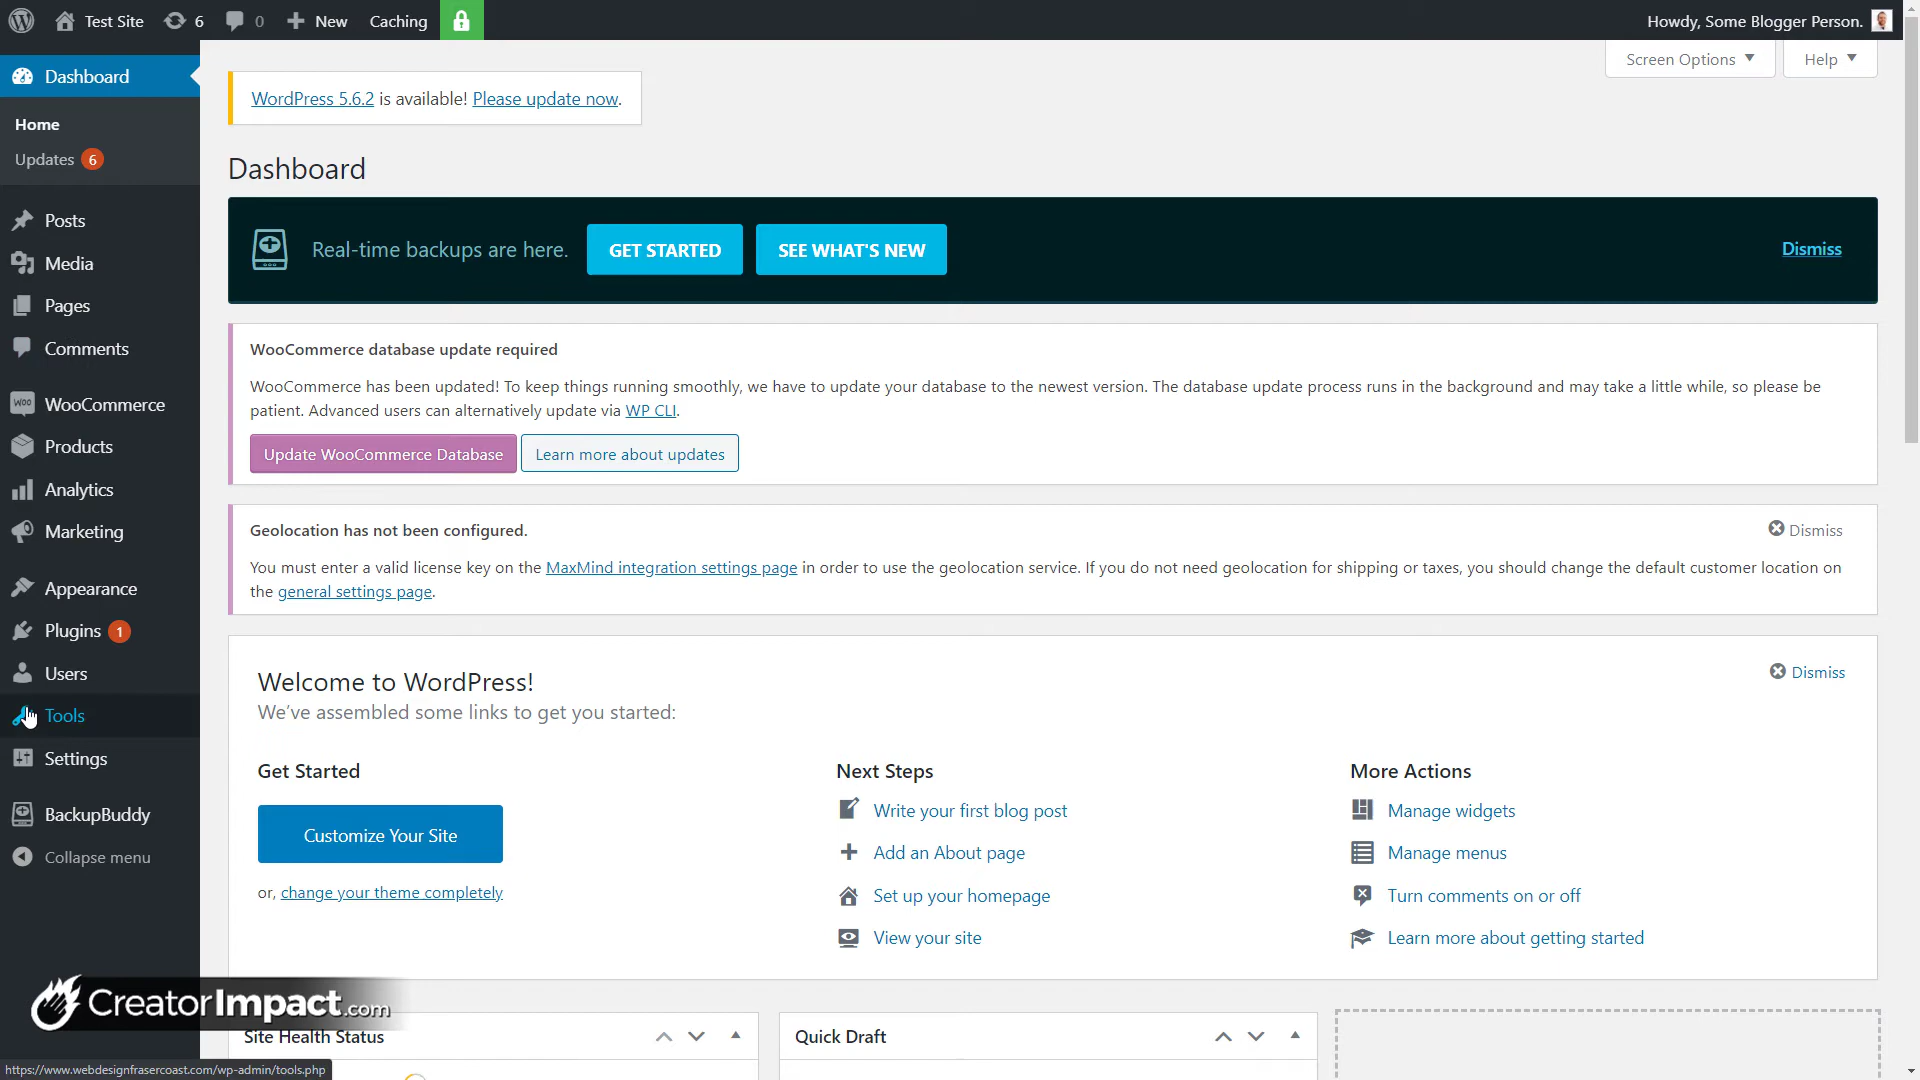 Test Site 6 0 New Caching Howdy, Some Blogger Person.
Dashboard
Home
Updates 6
Posts
Media
Pages
Comments
WooCommerce
Products
Analytics
Marketing
Appearance
Plugins 1
Users
Tools
Settings
BackupBuddy
Collapse menu
Screen Options Help
WordPress 5.6.2 is available! Please update now.
Dashboard
Real-time backups are here. GET STARTED SEE WHAT'S NEW Dismiss
WooCommerce database update required
WooCommerce has been updated! To keep things running smoothly, we have to update your database to the newest version. The database update process runs in the background and may take a little while, so please be
patient. Advanced users can alternatively update via WP CLI.
Update WooCommerce Database Learn more about updates
Geolocation has not been configured. Dismiss
You must enter a valid license key on the MaxMind integration settings page in order to use the geolocation service. If you do not need geolocation for shipping or taxes, you should change the default customer location on
the general settings page.
Welcome to WordPress! Dismiss
We've assembled some links to get you started:
Get Started
Customize Your Site
or, change your theme completely
Next Steps
Write your first blog post
Add an About page
Set up your homepage
View your site
More Actions
Manage widgets
Manage menus
Turn comments on or off
Learn more about getting started
CreatorImpact.com
Site Health Status
Quick Draft
https://www.webdesignfrasercoast.com/wp-admin/tools.php